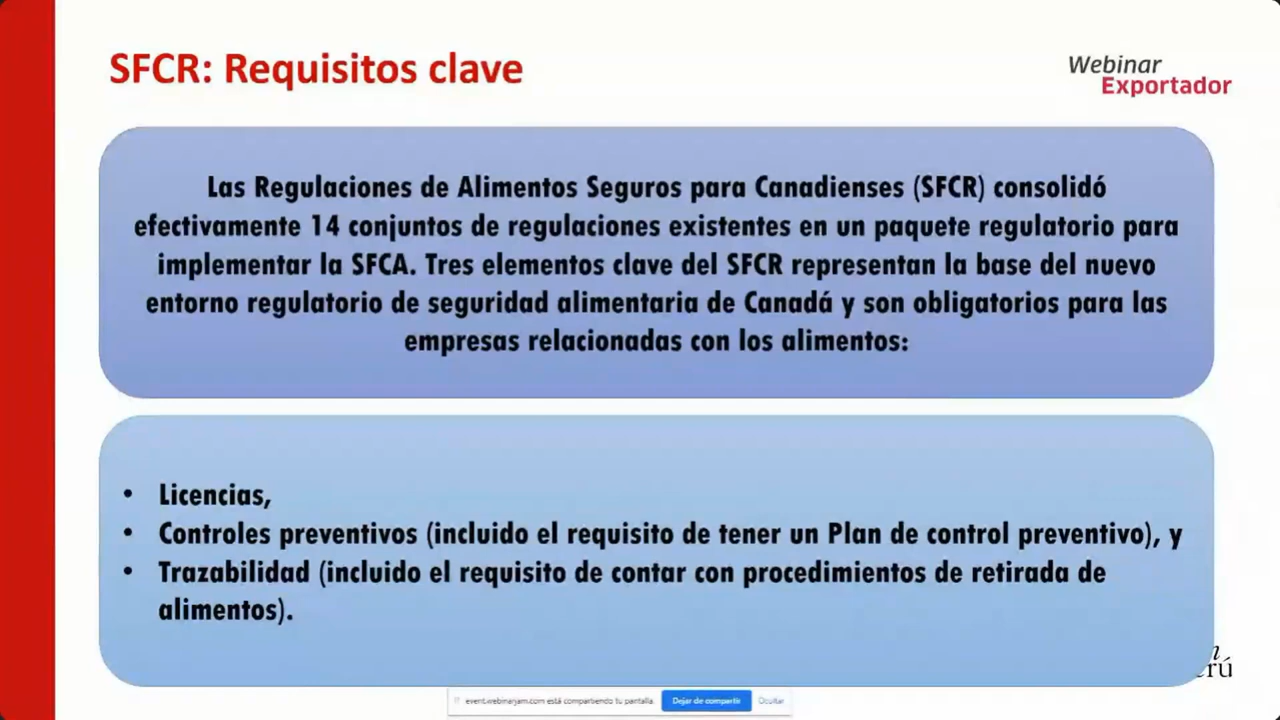 SFCR: Requisitos clave
Webinar
Exportador
Las Regulaciones de Alimentos Seguros para Canadienses (SFCR) consolidó
efectivamente 14 conjuntos de regulaciones existentes en un paquete regulatorio para
implementar la SFCA. Tres elementos clave del SFCR representan la base del nuevo
entorno regulatorio de seguridad alimentaria de Canadá y son obligatorios para las
empresas relacionadas con los alimentos:
• Licencias,
• Controles preventivos (incluido el requisito de tener un Plan de control preventivo), y
• Trazabilidad (incluido el requisito de contar con procedimientos de retirada de
alimentos).
event.webinarjam.com está compartiendo tu pantalla. Dejar de compartir Ocultar